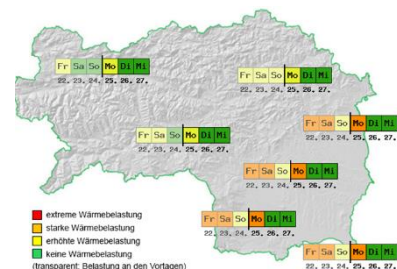 Fr Sa So Mo Di Mi
22. 23. 24. 25. 26. 27.
Fr Sa So Mo Di Mi
22. 23. 24. 25. 26. 27.
Fr Sa So Mo Di Mi
22. 23. 24. 25. 26. 27.
Fr Sa So Mo Di Mi
22. 23. 24. 25. 26. 27.
Fr Sa So Mo Di Mi
22. 23. 24. 25. 26. 27.
Fr Sa So Mo Di Mi
22. 23. 24. 25. 26. 27.
Fr Sa So Mo Di Mi
22. 23. 24. 25. 26. 27.
extreme Wärmebelastung
starke Wärmebelastung
erhöhte Wärmebelastung
keine Wärmebelastung
(transparent: Belastung an den Vortagen)